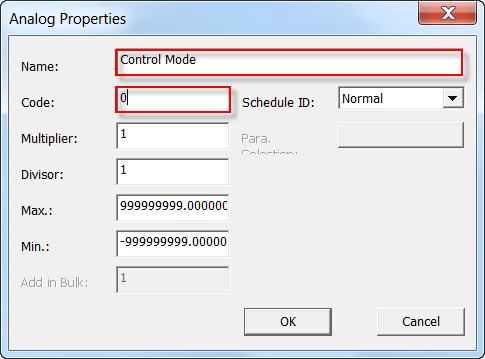 Analog Properties
Name: Control Mode
Code: 0 Schedule ID: Normal
Multiplier: 1 Para.
Divisor: 1
Max.: 999999999.000000
Min.: -999999999.00000
Add in Bulk: 1
OK Cancel